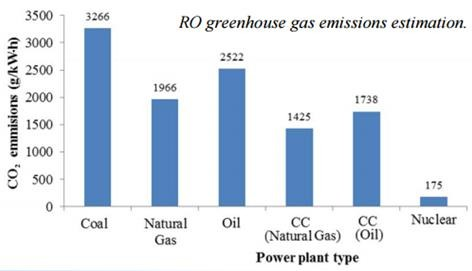 RO greenhouse gas emissions estimation.
CO₂ emmisions (g/kW·h)
3500
3000
2500
2000
1500
1000
500
0
3266
1966
2522
1425
1738
175
Coal
Natural
Gas
Oil
CC
(Natural Gas)
CC
(Oil)
Nuclear
Power plant type